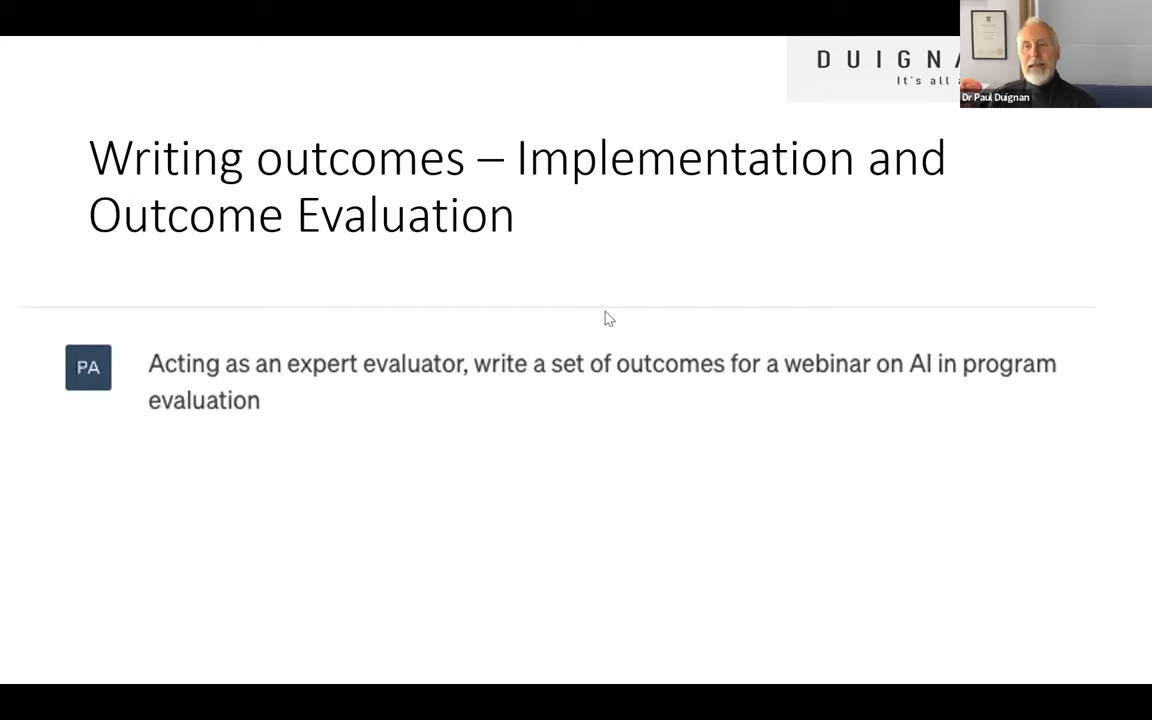 DUIGN
It's all
Dr Paul Duignan
Writing outcomes – Implementation and
Outcome Evaluation
PA
Acting as an expert evaluator, write a set of outcomes for a webinar on AI in program
evaluation